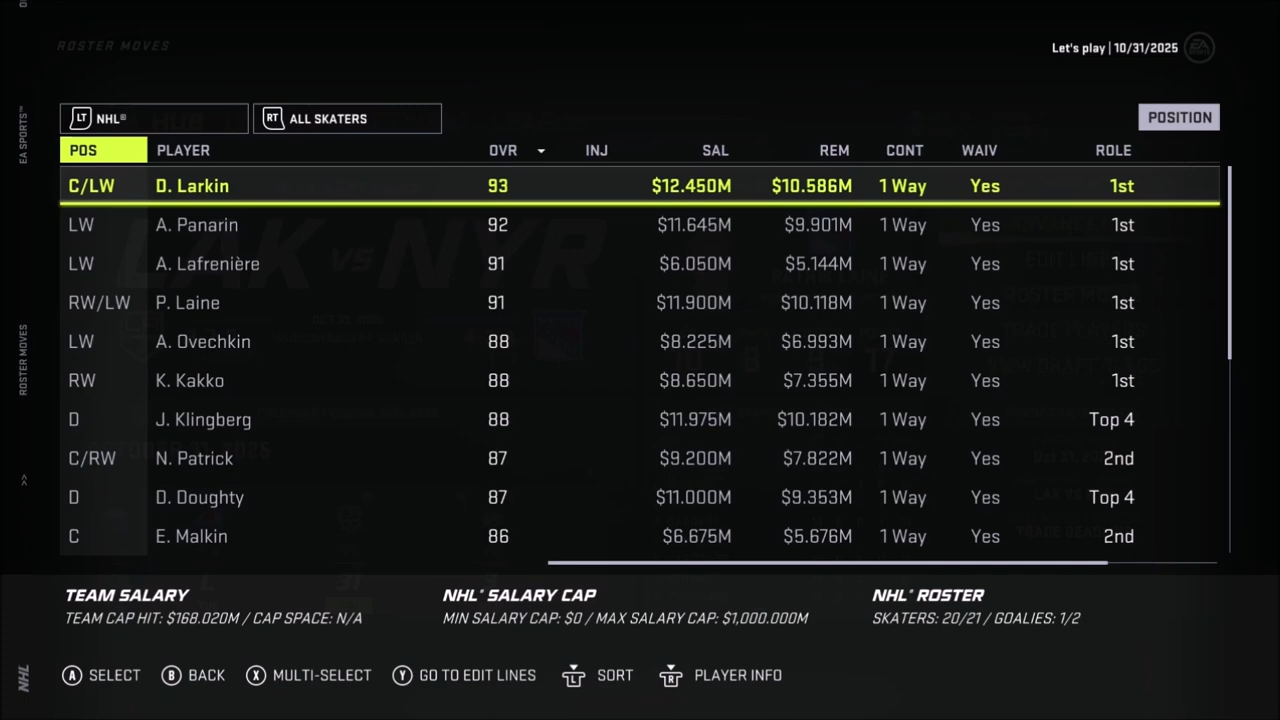 ROSTER MOVES
Let's play | 10/31/2025
EA SPORTS™
LT NHL® RT ALL SKATERS POSITION
POS PLAYER OVR INJ SAL REM CONT WAIV ROLE
C/LW D. Larkin 93 $12.450M $10.586M 1 Way Yes 1st
LW A. Panarin 92 $11.645M $9.901M 1 Way Yes 1st
LW A. Lafrenière 91 $6.050M $5.144M 1 Way Yes 1st
RW/LW P. Laine 91 $11.900M $10.118M 1 Way Yes 1st
LW A. Ovechkin 88 $8.225M $6.993M 1 Way Yes 1st
RW K. Kakko 88 $8.650M $7.355M 1 Way Yes 1st
D J. Klingberg 88 $11.975M $10.182M 1 Way Yes Top 4
C/RW N. Patrick 87 $9.200M $7.822M 1 Way Yes 2nd
D D. Doughty 87 $11.000M $9.353M 1 Way Yes Top 4
C E. Malkin 86 $6.675M $5.676M 1 Way Yes 2nd
LAK vs NYR
ROSTER MOVES
>>
TEAM SALARY NHL® SALARY CAP NHL® ROSTER
TEAM CAP HIT: $168.020M / CAP SPACE: N/A MIN SALARY CAP: $0 / MAX SALARY CAP: $1,000.000M SKATERS: 20/21 / GOALIES: 1/2
NHL
A SELECT B BACK X MULTI-SELECT Y GO TO EDIT LINES L SORT R PLAYER INFO